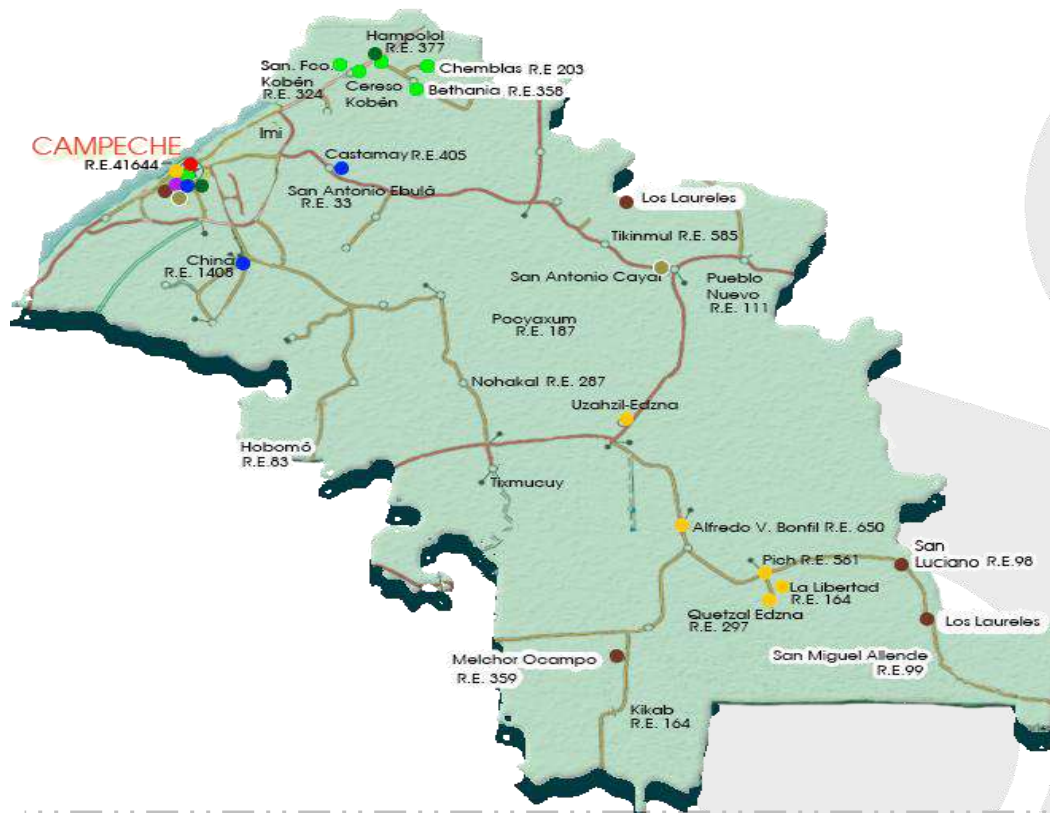 Hampolol
R.E. 377
San. Fco.
Kobén
R.E. 324
Cereso
Kobén
Chemblas R.E 203
Bethania R.E.358
Imi
CAMPECHE
R.E.41644
Castamay R.E.405
San Antonio Ebulá
R.E. 33
Los Laureles
Tikinmul R.E. 585
San Antonio Cayal
Pueblo
Nuevo
R.E. 111
China
R.E. 1408
Pocyaxum
R.E. 187
Nohakal R.E. 287
Uzahzil-Edzna
Hobomó
R.E.83
Tixmucuy
Alfredo V. Bonfil R.E. 650
San
Luciano R.E.98
Pich R.E. 561
La Libertad
R.E. 164
Quetzal Edzna
R.E. 297
Los Laureles
San Miguel Allende
R.E.99
Melchor Ocampo
R.E. 359
Kikab
R.E. 164